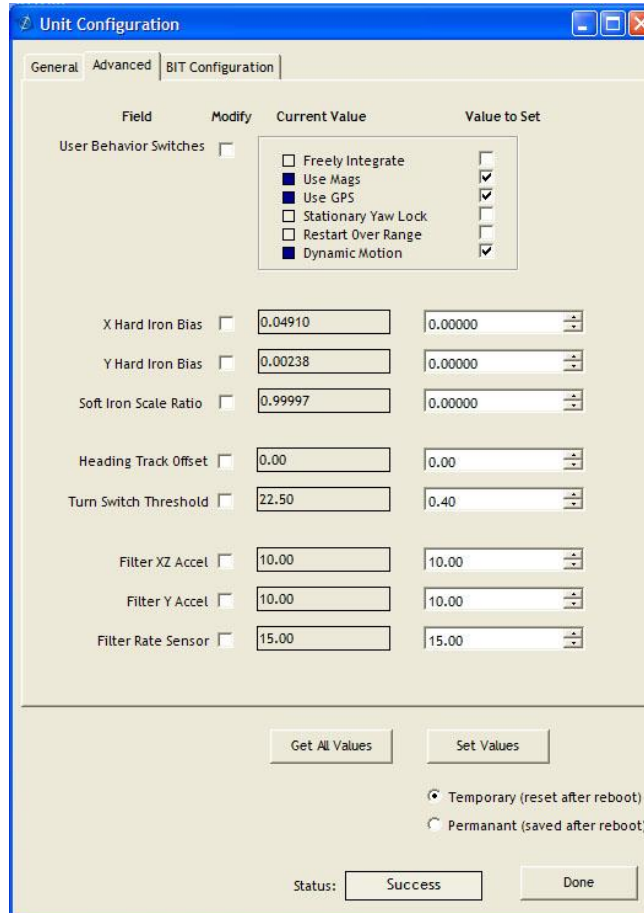 Unit Configuration
General Advanced BIT Configuration
Field Modify Current Value Value to Set
User Behavior Switches
Freely Integrate
Use Mags
Use GPS
Stationary Yaw Lock
Restart Over Range
Dynamic Motion
X Hard Iron Bias 0.04910 0.00000
Y Hard Iron Bias 0.00238 0.00000
Soft Iron Scale Ratio 0.99997 0.00000
Heading Track Offset 0.00 0.00
Turn Switch Threshold 22.50 0.40
Filter XZ Accel 10.00 10.00
Filter Y Accel 10.00 10.00
Filter Rate Sensor 15.00 15.00
Get All Values Set Values
Temporary (reset after reboot)
Permanant (saved after reboot)
Status: Success Done